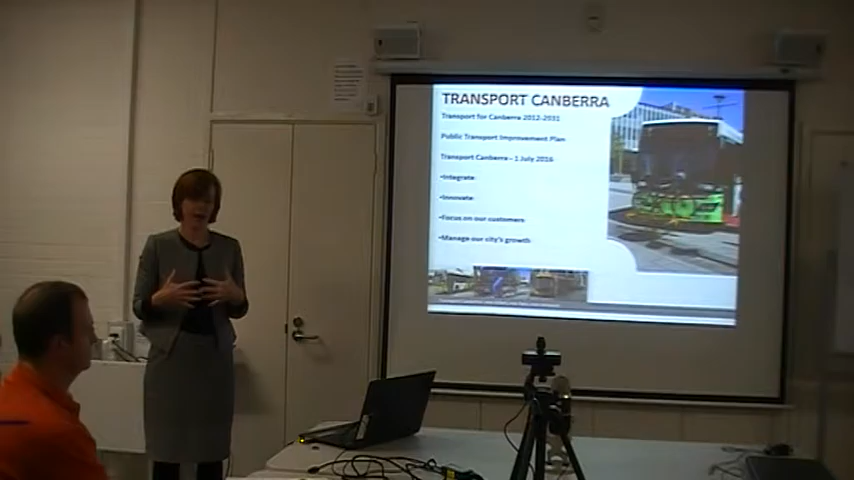 TRANSPORT CANBERRA
Transport for Canberra 2012-2031
Public Transport Improvement Plan
Transport Canberra – 1 July 2016
•Integrate
•Innovate
•Focus on our customers
•Manage our city's growth